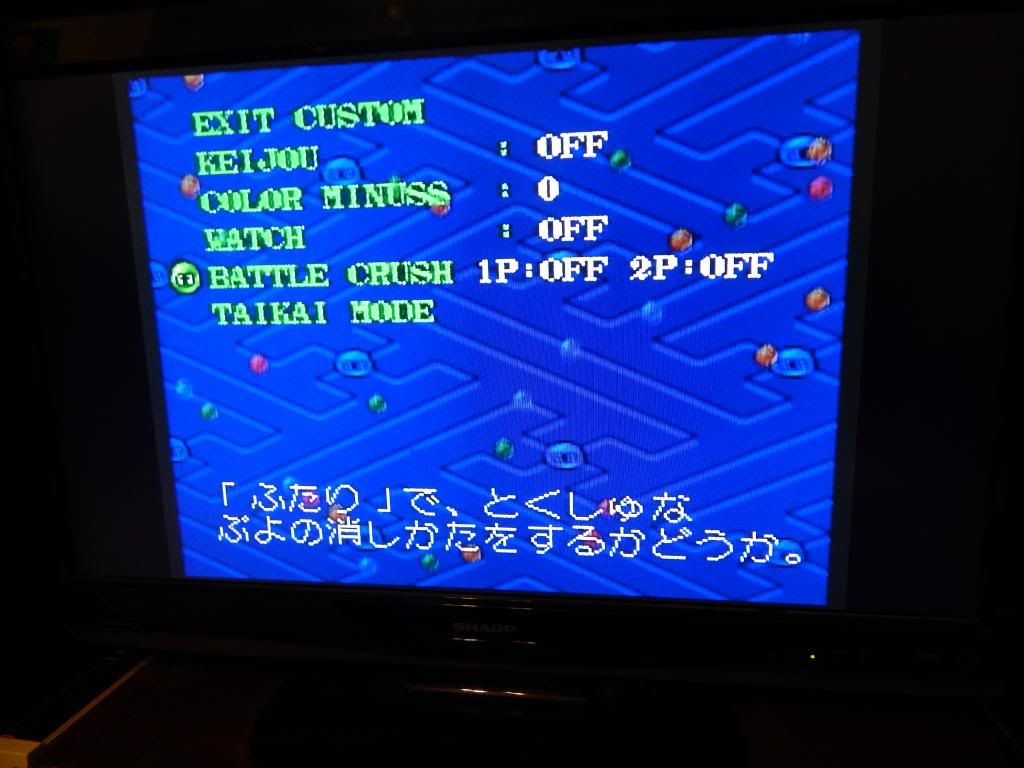 EXIT CUSTOM
KEIJOU : OFF
COLOR MINUSS : 0
WATCH : OFF
BATTLE CRUSH 1P:OFF 2P:OFF
TAIKAI MODE
「ふたり」で、とくしゅな
ぷよの消しかたをするかどうか。
SHARP